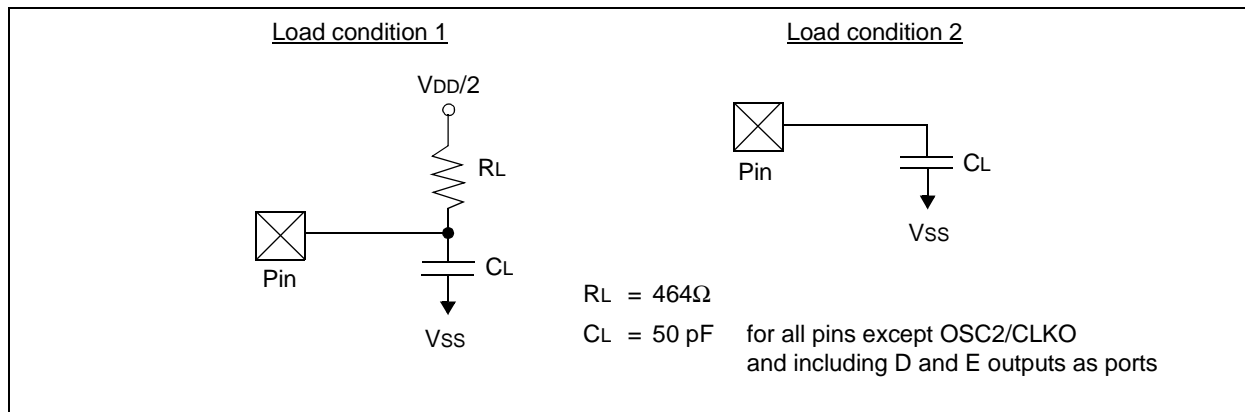 Load condition 1
Load condition 2
VDD/2
RL
CL
Pin
VSS
CL
Pin
VSS
RL = 464Ω
CL = 50 pF for all pins except OSC2/CLKO
and including D and E outputs as ports